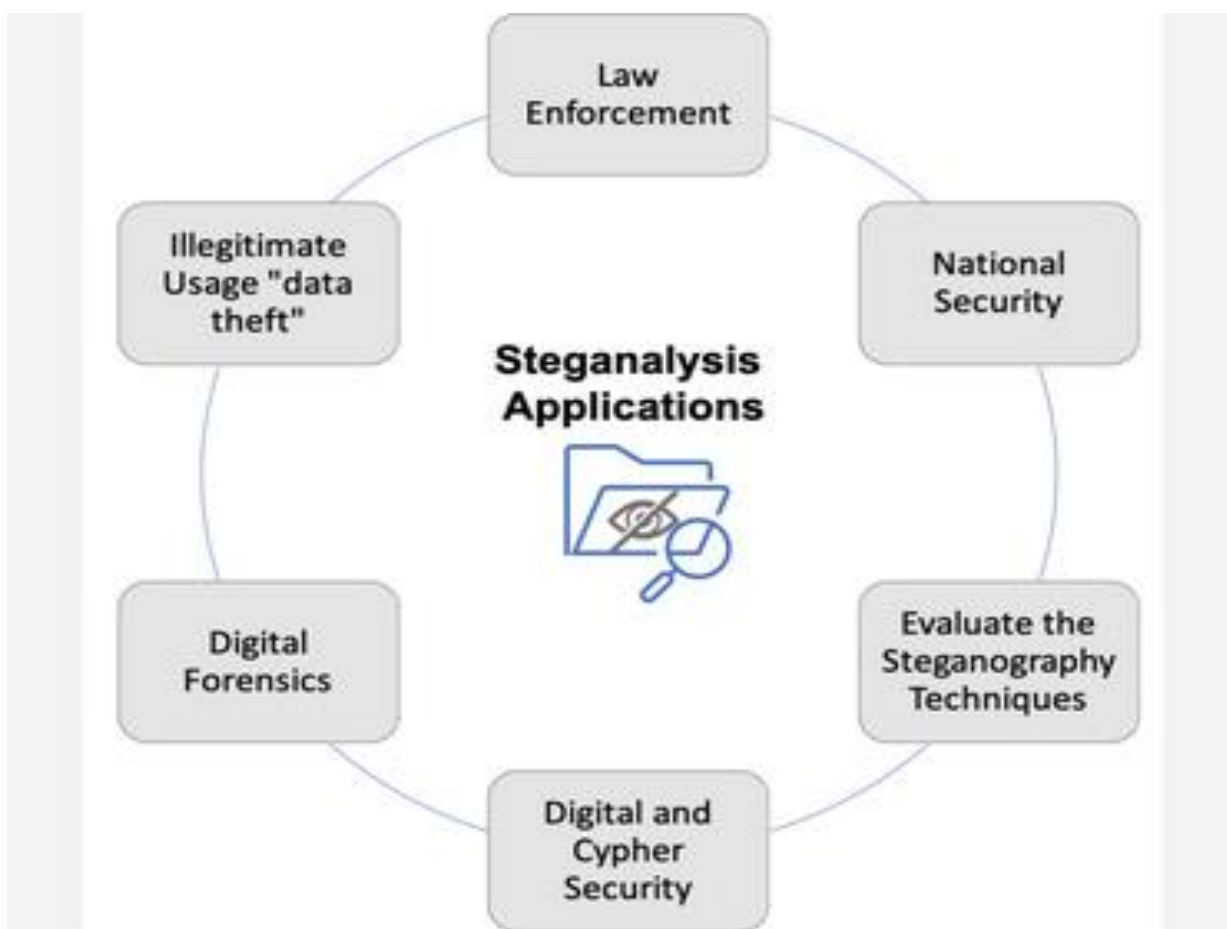 Law
Enforcement
National
Security
Evaluate the
Steganography
Techniques
Digital and
Cypher
Security
Digital
Forensics
Illegitimate
Usage "data
theft"
Steganalysis
Applications